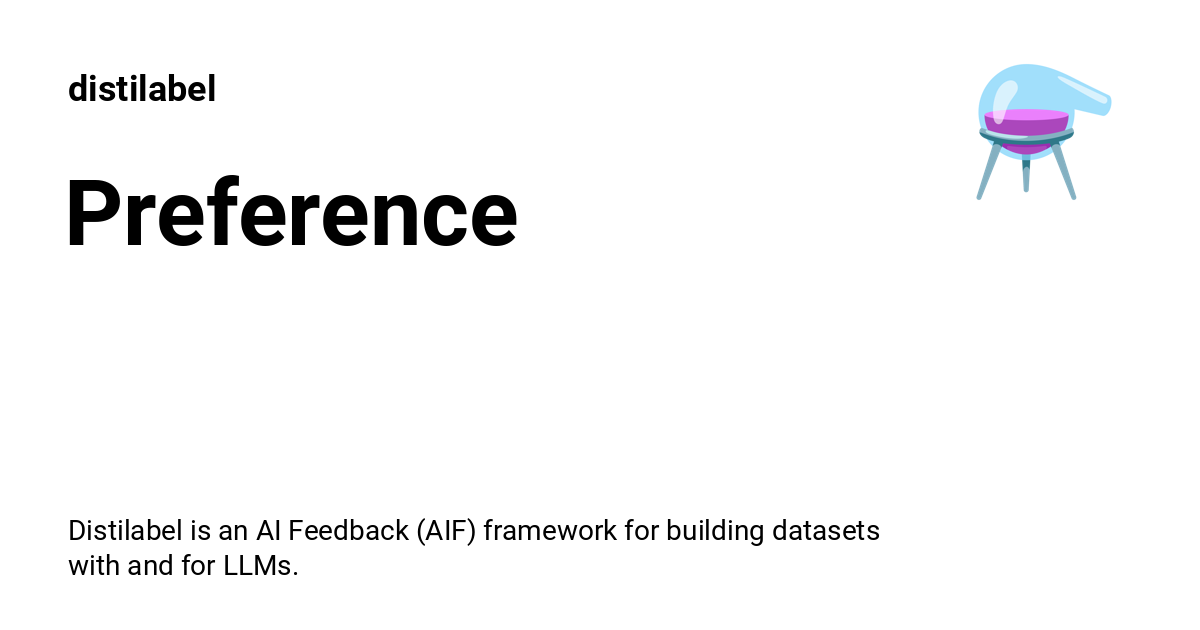 distilabel
Preference
Distilabel is an AI Feedback (AIF) framework for building datasets
with and for LLMs.